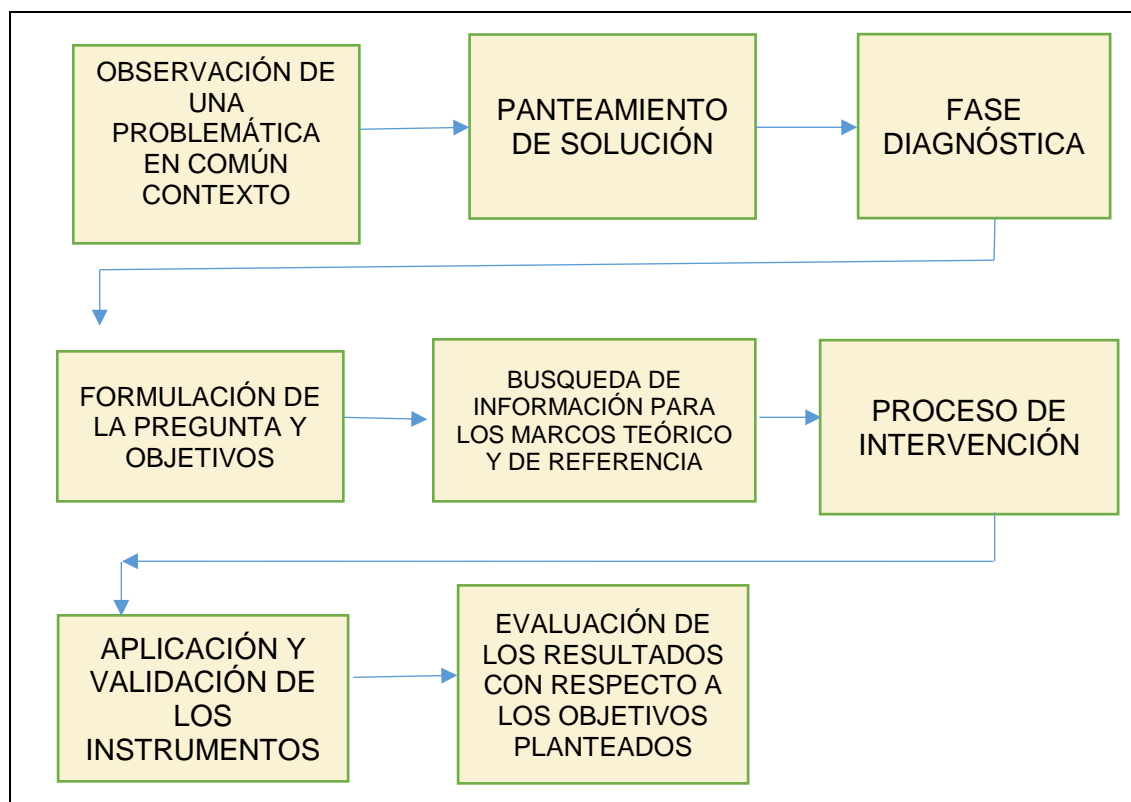 OBSERVACIÓN DE
UNA
PROBLEMÁTICA
EN COMÚN
CONTEXTO
PANTEAMIENTO
DE SOLUCIÓN
FASE
DIAGNÓSTICA
FORMULACIÓN DE
LA PREGUNTA Y
OBJETIVOS
BUSQUEDA DE
INFORMACIÓN PARA
LOS MARCOS TEÓRICO
Y DE REFERENCIA
PROCESO DE
INTERVENCIÓN
APLICACIÓN Y
VALIDACIÓN DE
LOS
INSTRUMENTOS
EVALUACIÓN DE
LOS RESULTADOS
CON RESPECTO A
LOS OBJETIVOS
PLANTEADOS